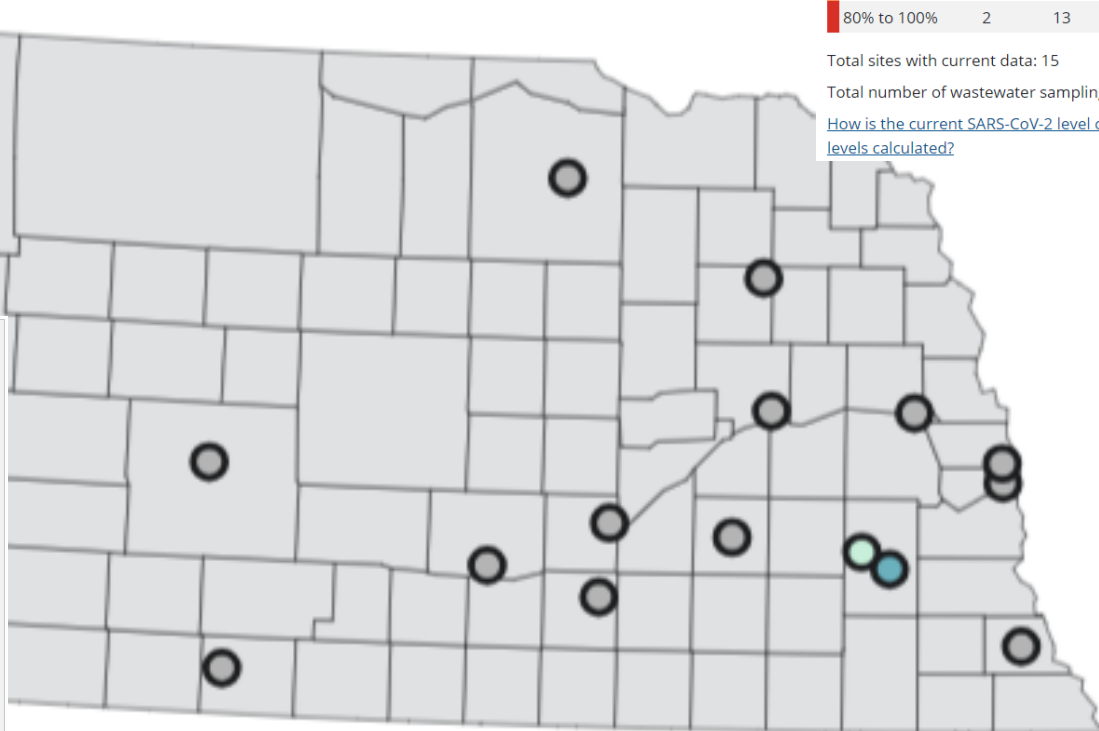 80% to 100% 2 13
Total sites with current data: 15
Total number of wastewater sampling
How is the current SARS-CoV-2 level c
levels calculated?